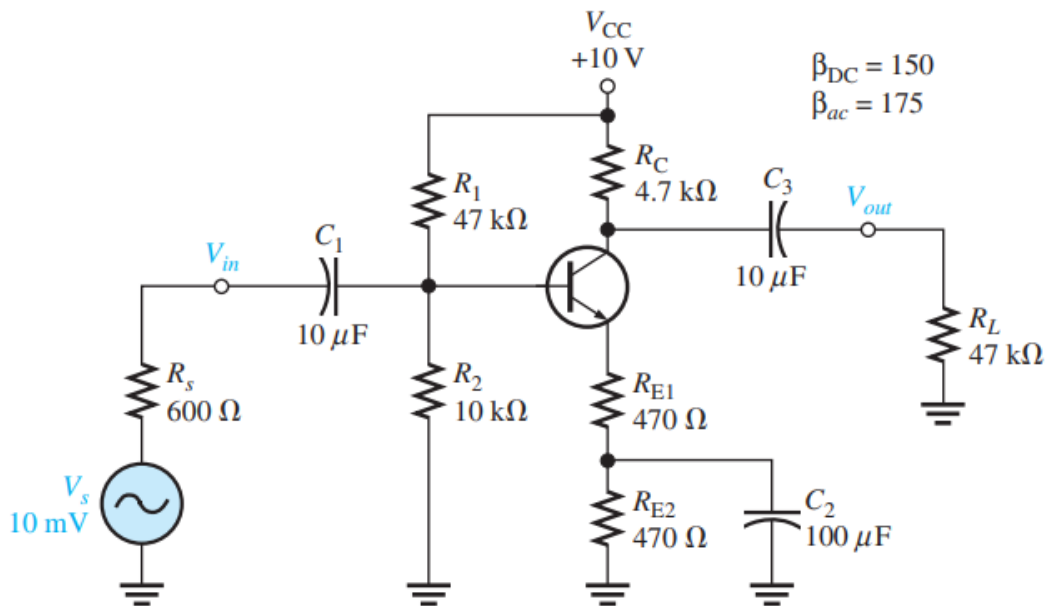 V_CC
+10 V
β_DC = 150
β_ac = 175
R_C
4.7 kΩ
C_3
V_out
10 μF
R_1
47 kΩ
C_1
V_in
10 μF
R_L
47 kΩ
R_s
600 Ω
R_2
10 kΩ
R_E1
470 Ω
V_s
10 mV
R_E2
470 Ω
C_2
100 μF